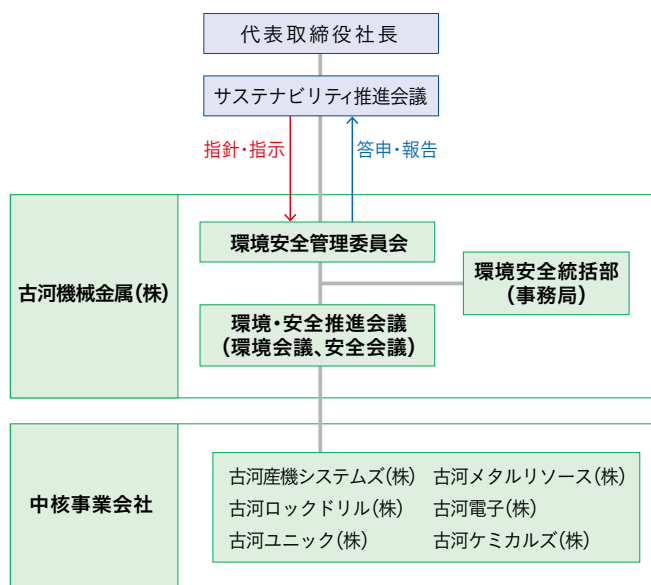 代表取締役社長
サステナビリティ推進会議
指針・指示
答申・報告
古河機械金属(株)
環境安全管理委員会
環境安全統括部
(事務局)
環境・安全推進会議
(環境会議、安全会議)
中核事業会社
古河産機システムズ(株)
古河メタルリソース(株)
古河ロックドリル(株)
古河電子(株)
古河ユニック(株)
古河ケミカルズ(株)